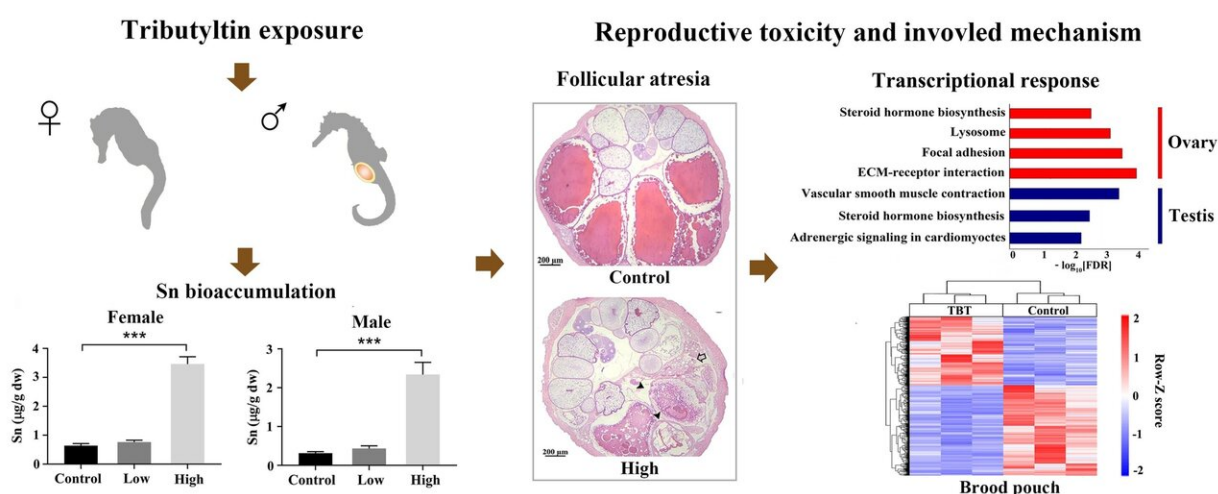 Tributyltin exposure
♀
♂
Sn bioaccumulation
Female
***
Sn (µg/g dw)
4
3
2
1
0
Control Low High
Male
***
Sn (µg/g dw)
3
2
1
0
Control Low High
Reproductive toxicity and invovled mechanism
Follicular atresia
200 µm
Control
200 µm
High
Transcriptional response
Steroid hormone biosynthesis
Lysosome
Focal adhesion
ECM-receptor interaction
Vascular smooth muscle contraction
Steroid hormone biosynthesis
Adrenergic signaling in cardiomyoctes
Ovary
Testis
0 1 2 3 4
- log10[FDR]
TBT Control
2
1
0
-1
-2
Row-Z score
Brood pouch